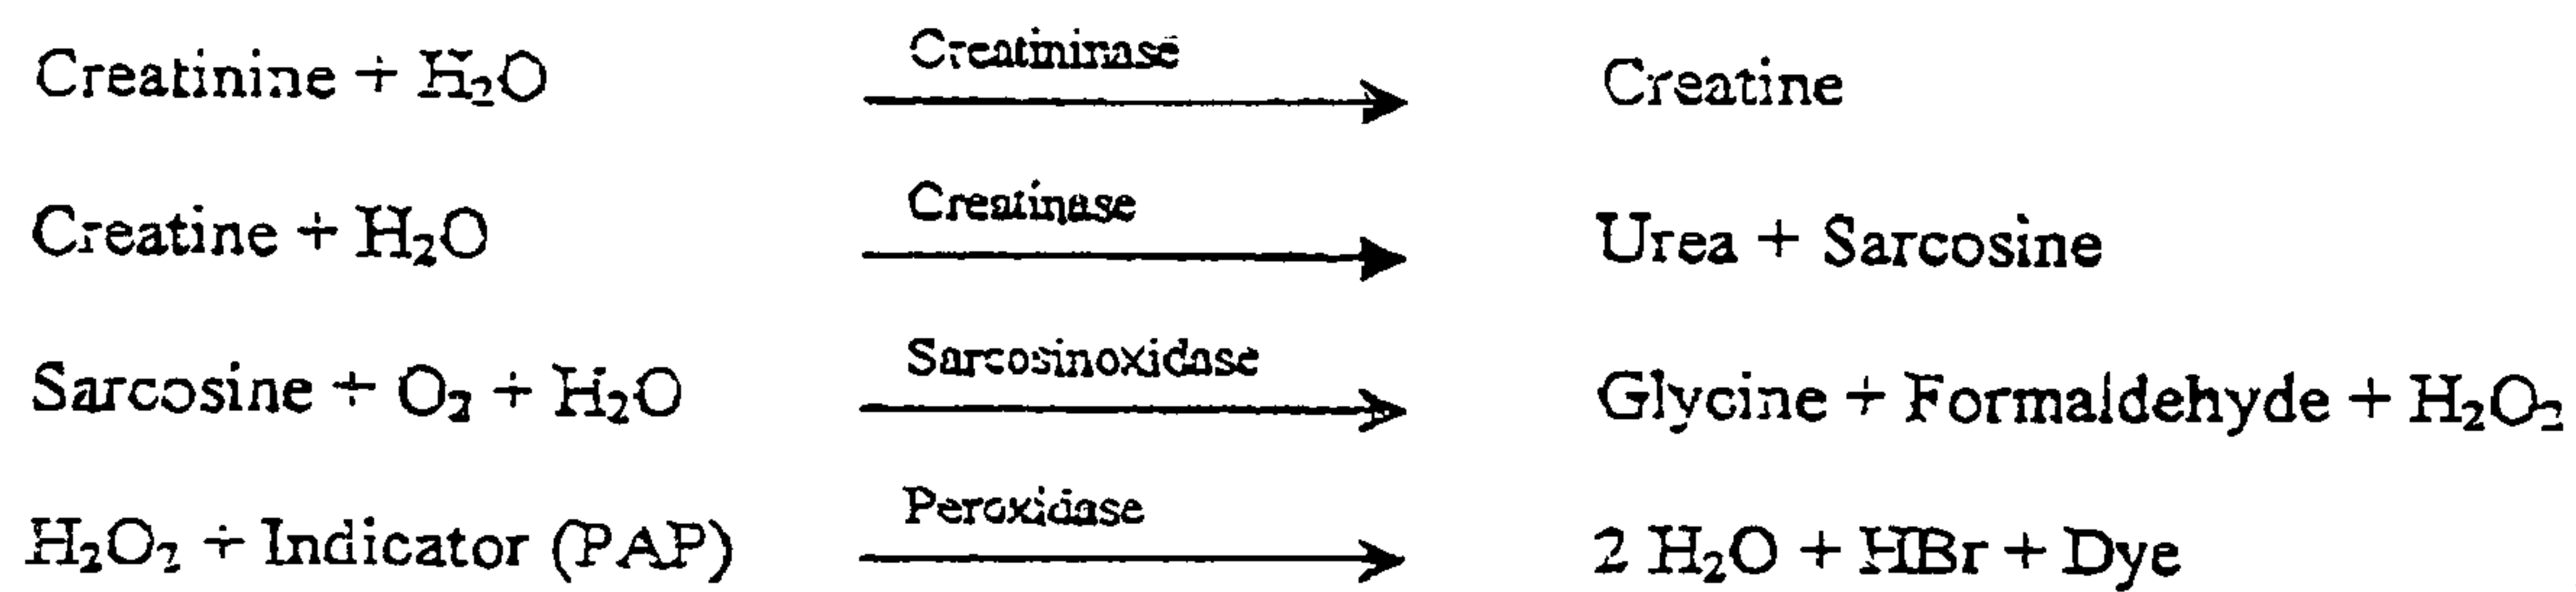 Creatininase
Creatinine + H₂O → Creatine
Creatinase
Creatine + H₂O → Urea + Sarcosine
Sarcosinoxidase
Sarcosine + O₂ + H₂O → Glycine + Formaldehyde + H₂O₂
Peroxidase
H₂O₂ + Indicator (PAP) → 2 H₂O + HBr + Dye